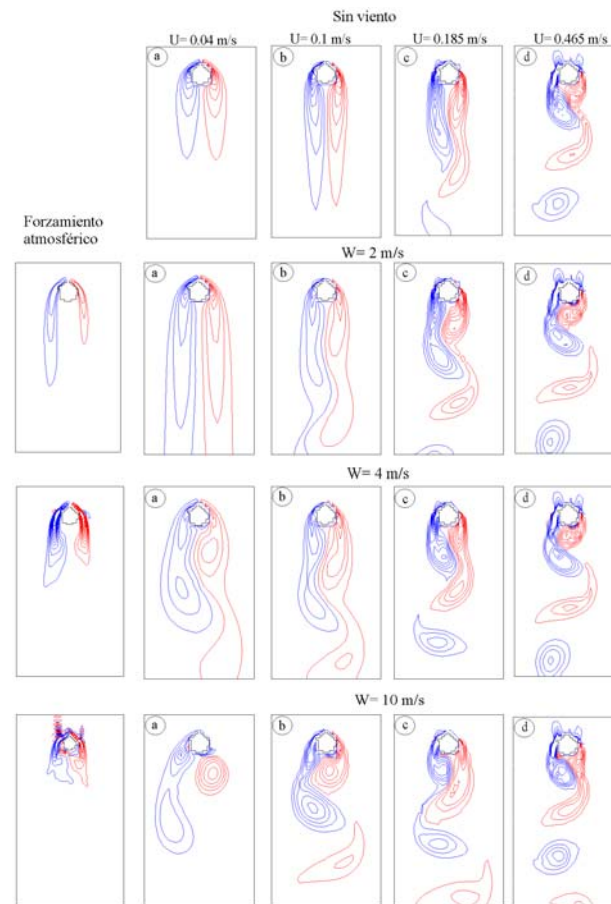 Sin viento
U= 0.04 m/s U= 0.1 m/s U= 0.185 m/s U= 0.465 m/s
a b c d
Forzamiento
atmosférico
W= 2 m/s
a b c d
W= 4 m/s
a b c d
W= 10 m/s
a b c d